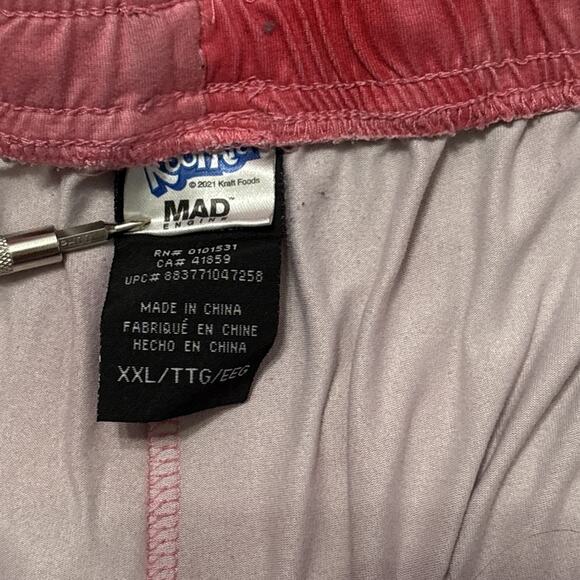 © 2021 Kraft Foods
MAD™
ENGINE
RN# 0101531
CA# 41859
UPC# 883771047258
MADE IN CHINA
FABRIQUÉ EN CHINE
HECHO EN CHINA
XXL/TTG/EEG